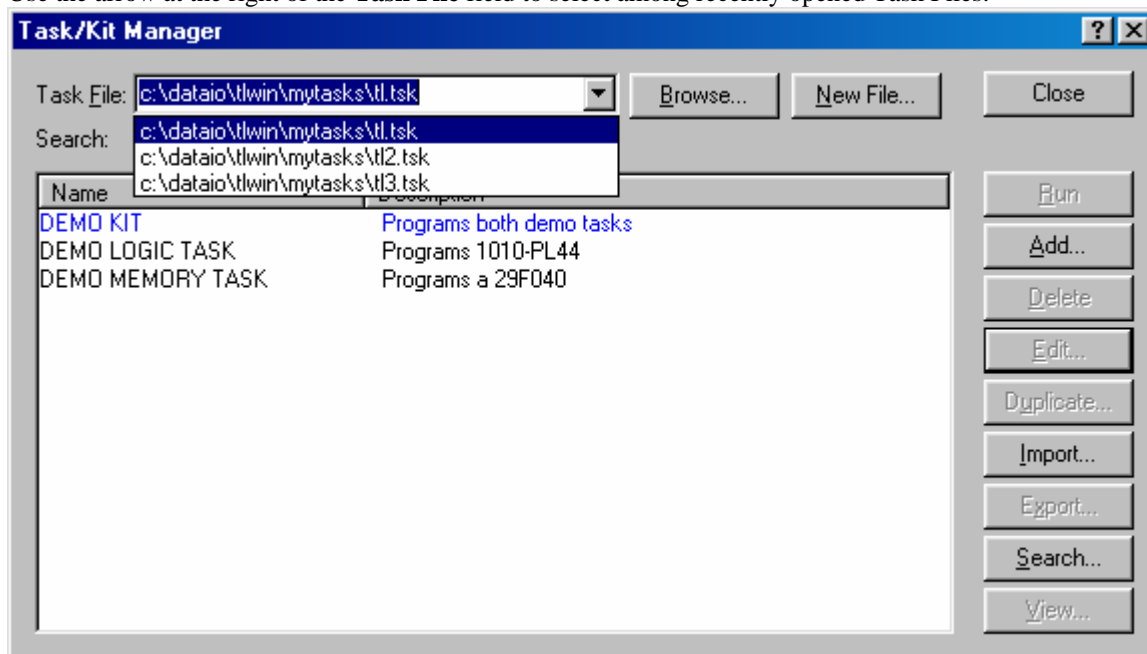 Use the arrow at the right of the Task File field to select among recently opened Task Files.
Task/Kit Manager
Task File: c:\dataio\tlwin\mytasks\tl.tsk Browse... New File... Close
c:\dataio\tlwin\mytasks\tl.tsk
Search: c:\dataio\tlwin\mytasks\tl2.tsk
c:\dataio\tlwin\mytasks\tl3.tsk
Name Description Run
DEMO KIT Programs both demo tasks
DEMO LOGIC TASK Programs 1010-PL44 Add...
DEMO MEMORY TASK Programs a 29F040
Delete
Edit...
Duplicate...
Import...
Export...
Search...
View...